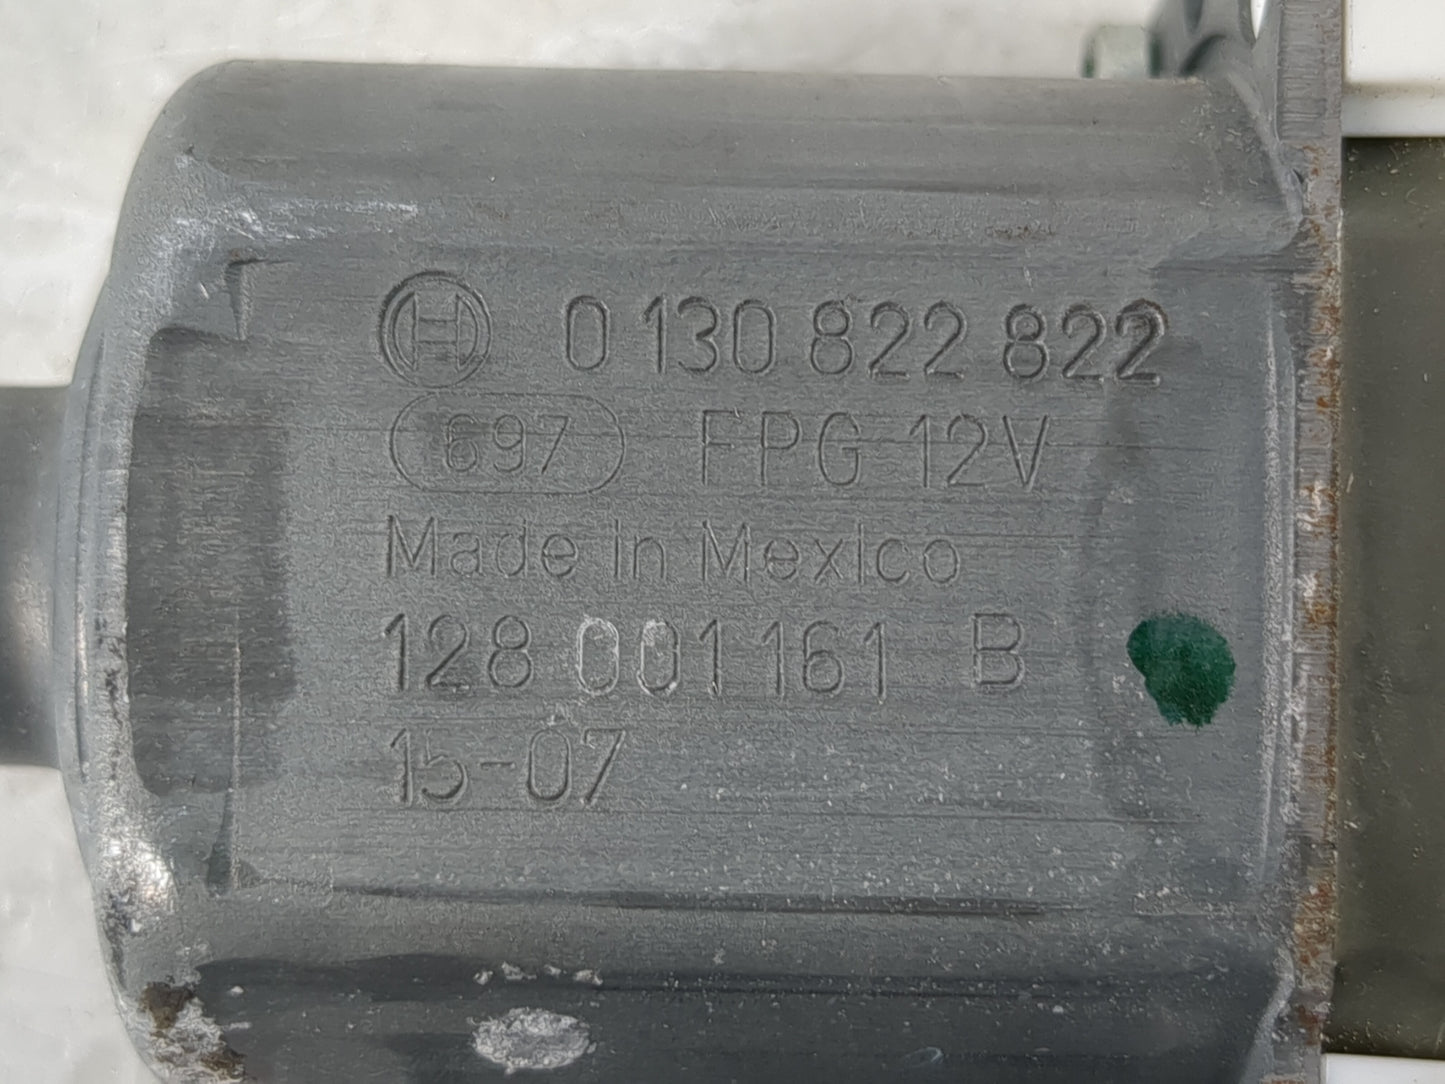 0 130 822 822
697 FPG 12V
Made in Mexico
128 001 161 B
15-07